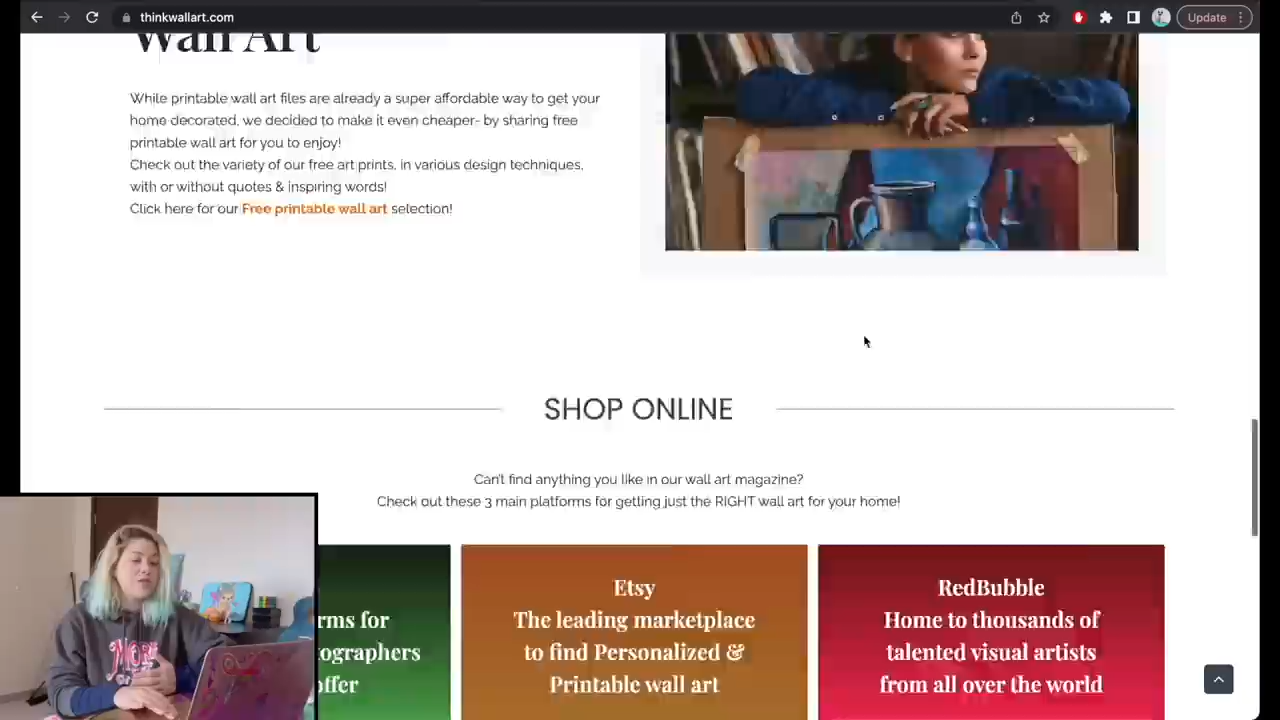 thinkwallart.com
Update
Wall Art
While printable wall art files are already a super affordable way to get your
home decorated, we decided to make it even cheaper- by sharing free
printable wall art for you to enjoy!
Check out the variety of our free art prints, in various design techniques,
with or without quotes & inspiring words!
Click here for our Free printable wall art selection!
SHOP ONLINE
Can't find anything you like in our wall art magazine?
Check out these 3 main platforms for getting just the RIGHT wall art for your home!
rms for
tographers
offer
Etsy
The leading marketplace
to find Personalized &
Printable wall art
RedBubble
Home to thousands of
talented visual artists
from all over the world
MORE